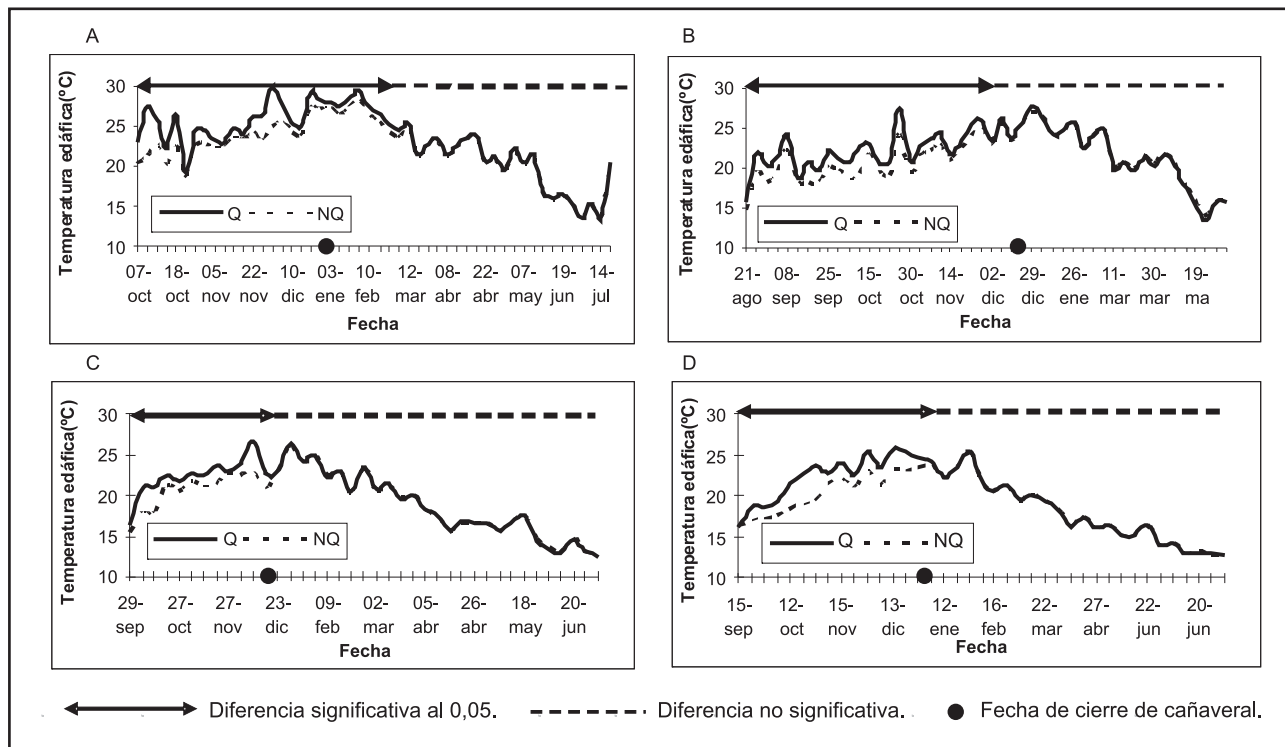 A
Temperatura edáfica(ºC)
30
25
20
15
10
Q NQ
07- 18- 05- 22- 10- 03- 10- 12- 08- 22- 07- 19- 14-
oct oct nov nov dic ene feb mar abr abr may jun jul
Fecha
B
Temperatura edáfica(ºC)
30
25
20
15
10
Q NQ
21- 08- 25- 15- 30- 14- 02- 29- 26- 11- 30- 19-
ago sep sep oct oct nov dic dic ene mar mar ma
Fecha
C
Temperatura edáfica(ºC)
30
25
20
15
10
Q NQ
29- 27- 27- 23- 09- 02- 05- 26- 18- 20-
sep oct nov dic feb mar abr abr may jun
Fecha
D
Temperatura edáfica(ºC)
30
25
20
15
10
Q NQ
15- 12- 15- 13- 12- 16- 22- 27- 22- 20-
sep oct nov dic ene feb mar abr jun jun
Fecha
Diferencia significativa al 0,05. Diferencia no significativa. Fecha de cierre de cañaveral.